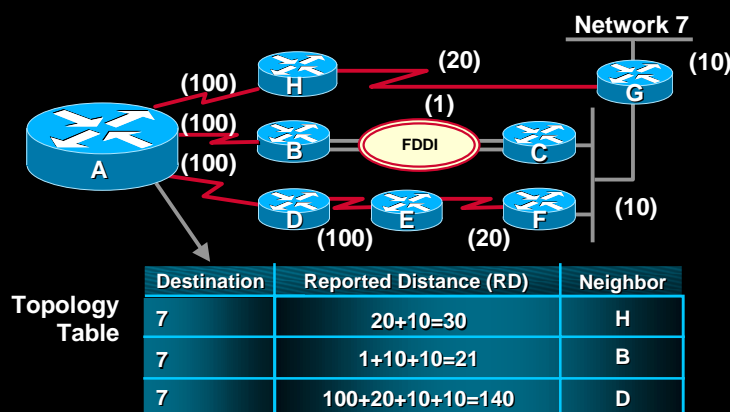 Network 7
(20)
(10)
(100)
H
G
(1)
(100)
B
FDDI
C
A
(100)
D
E
F
(10)
(100)
(20)
Destination Reported Distance (RD) Neighbor
Topology
Table
7 20+10=30 H
7 1+10+10=21 B
7 100+20+10+10=140 D